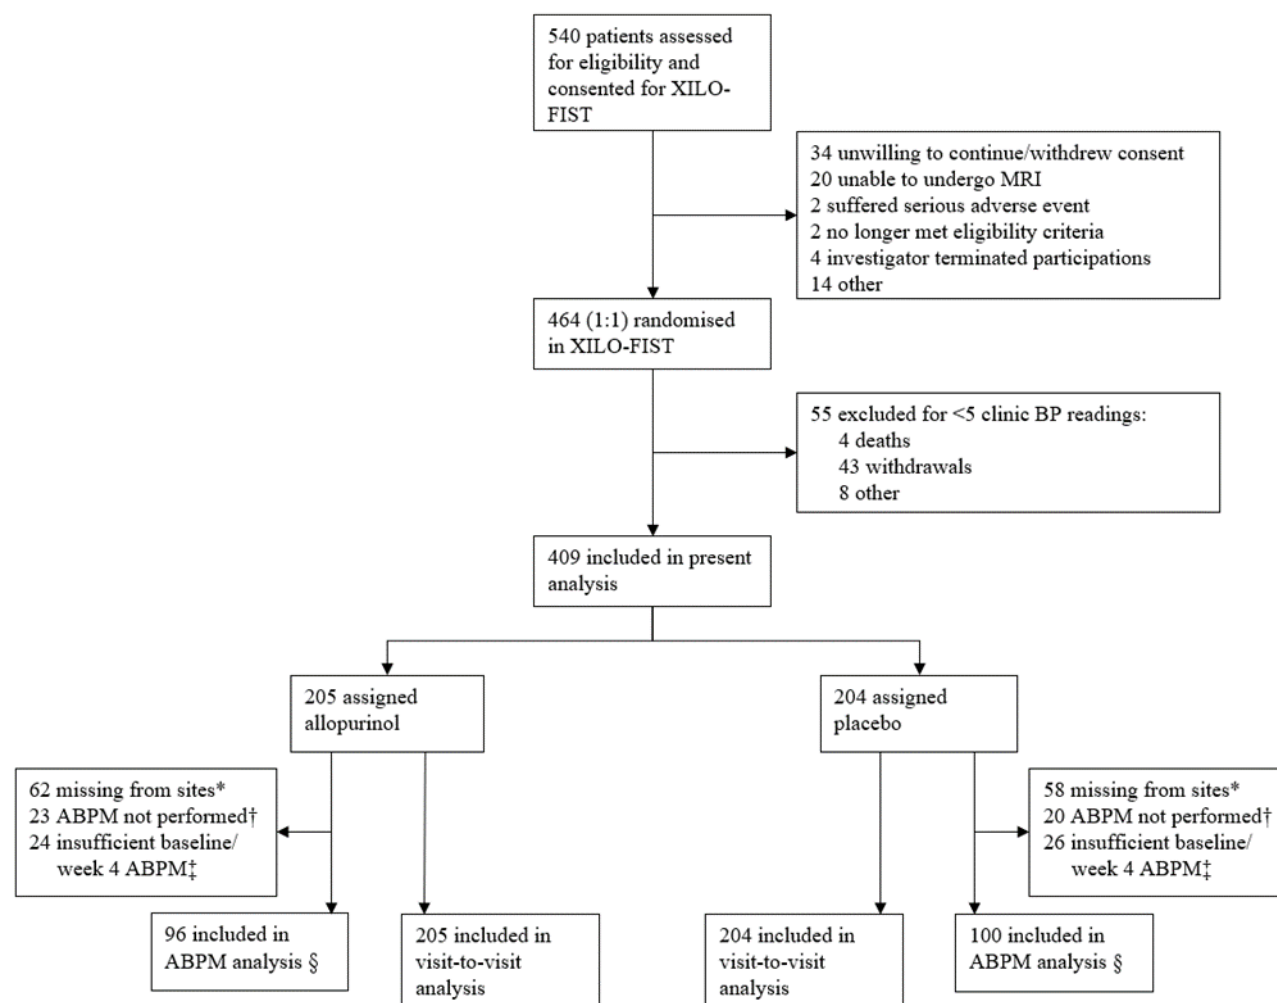 540 patients assessed
for eligibility and
consented for XILO-
FIST
34 unwilling to continue/withdrew consent
20 unable to undergo MRI
2 suffered serious adverse event
2 no longer met eligibility criteria
4 investigator terminated participations
14 other
464 (1:1) randomised
in XILO-FIST
55 excluded for <5 clinic BP readings:
4 deaths
43 withdrawals
8 other
409 included in present
analysis
205 assigned
allopurinol
204 assigned
placebo
62 missing from sites*
23 ABPM not performed†
24 insufficient baseline/
week 4 ABPM‡
58 missing from sites*
20 ABPM not performed†
26 insufficient baseline/
week 4 ABPM‡
96 included in
ABPM analysis §
205 included in
visit-to-visit
analysis
204 included in
visit-to-visit
analysis
100 included in
ABPM analysis §